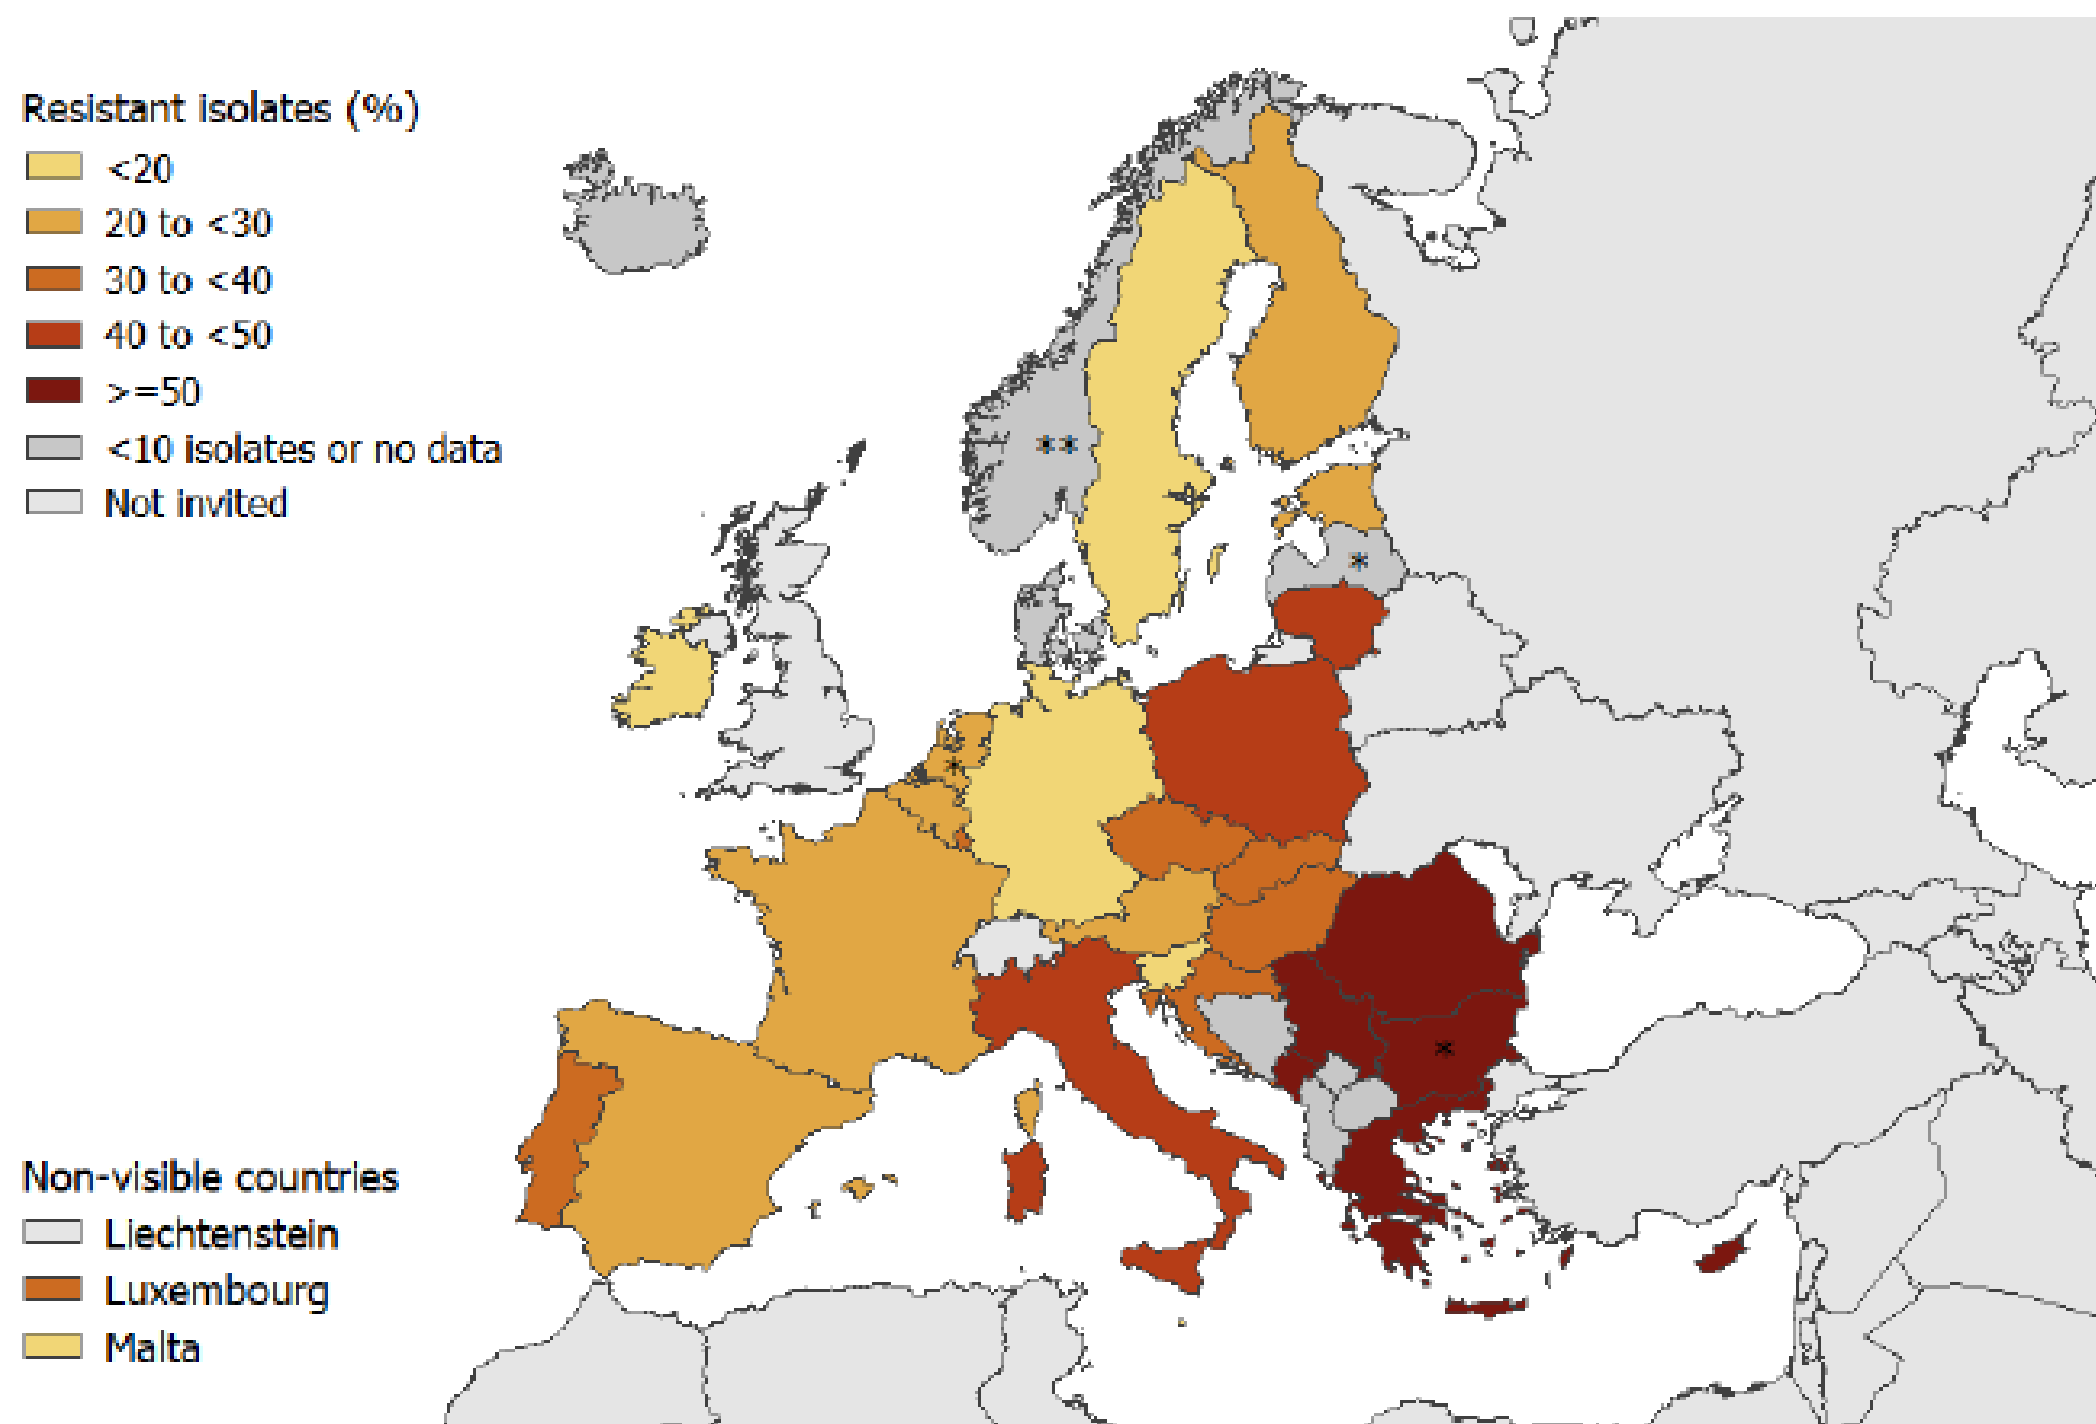 Resistant isolates (%)
<20
20 to <30
30 to <40
40 to <50
>=50
<10 isolates or no data
Not invited
**
*
*
*
Non-visible countries
Liechtenstein
Luxembourg
Malta